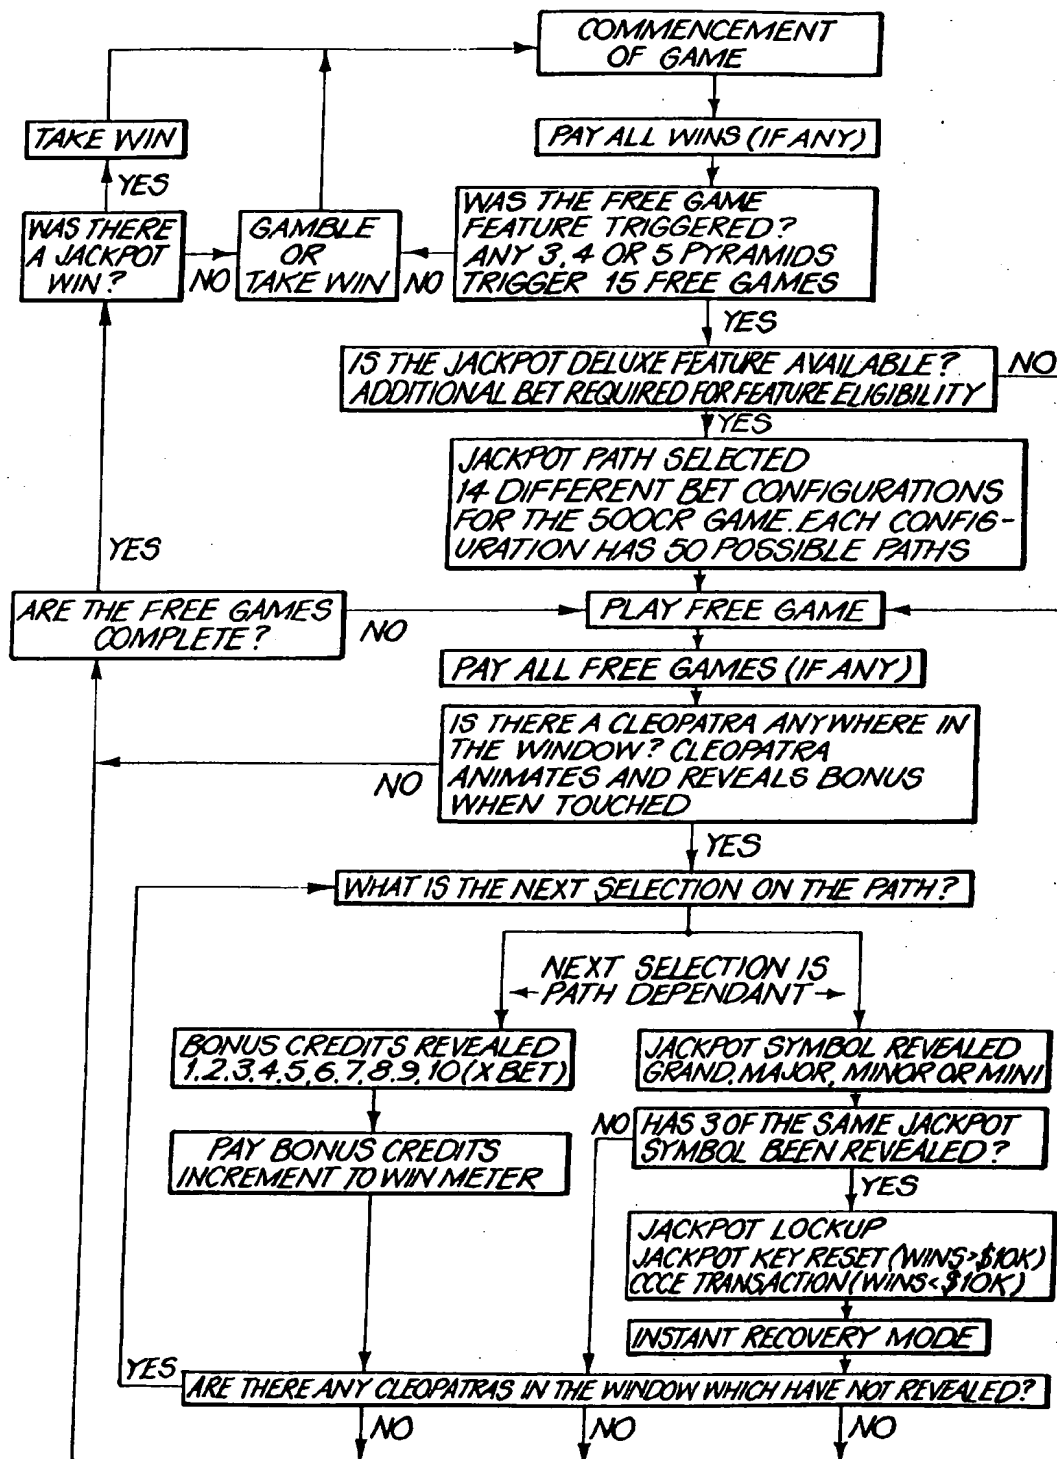 COMMENCEMENT
OF GAME
TAKE WIN
PAY ALL WINS (IF ANY)
YES
WAS THERE
A JACKPOT
WIN?
NO
GAMBLE
OR
TAKE WIN
NO
WAS THE FREE GAME
FEATURE TRIGGERED?
ANY 3, 4 OR 5 PYRAMIDS
TRIGGER 15 FREE GAMES
YES
IS THE JACKPOT DELUXE FEATURE AVAILABLE?
ADDITIONAL BET REQUIRED FOR FEATURE ELIGIBILITY
NO
YES
JACKPOT PATH SELECTED
14 DIFFERENT BET CONFIGURATIONS
FOR THE 500CR GAME. EACH CONFIG-
URATION HAS 50 POSSIBLE PATHS
YES
ARE THE FREE GAMES
COMPLETE?
NO
PLAY FREE GAME
PAY ALL FREE GAMES (IF ANY)
IS THERE A CLEOPATRA ANYWHERE IN
THE WINDOW? CLEOPATRA
ANIMATES AND REVEALS BONUS
WHEN TOUCHED
NO
YES
WHAT IS THE NEXT SELECTION ON THE PATH?
NEXT SELECTION IS
PATH DEPENDANT
BONUS CREDITS REVEALED
1,2,3,4,5,6,7,8,9,10 (X BET)
JACKPOT SYMBOL REVEALED
GRAND, MAJOR, MINOR OR MINI
PAY BONUS CREDITS
INCREMENT TO WIN METER
NO
HAS 3 OF THE SAME JACKPOT
SYMBOL BEEN REVEALED?
YES
JACKPOT LOCKUP
JACKPOT KEY RESET (WINS>$10K)
CCCE TRANSACTION (WINS<$10K)
INSTANT RECOVERY MODE
YES
ARE THERE ANY CLEOPATRAS IN THE WINDOW WHICH HAVE NOT REVEALED?
NO
NO
NO